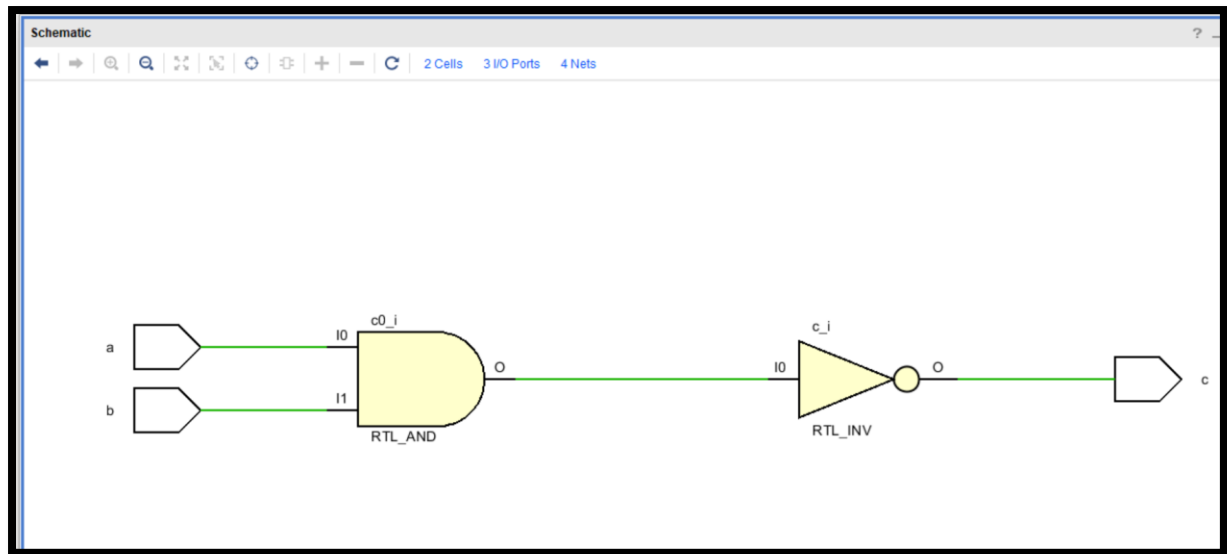 Schematic
?
2 Cells 3 I/O Ports 4 Nets
c0_i
a
I0
O
b
I1
RTL_AND
c_i
I0
O
c
RTL_INV